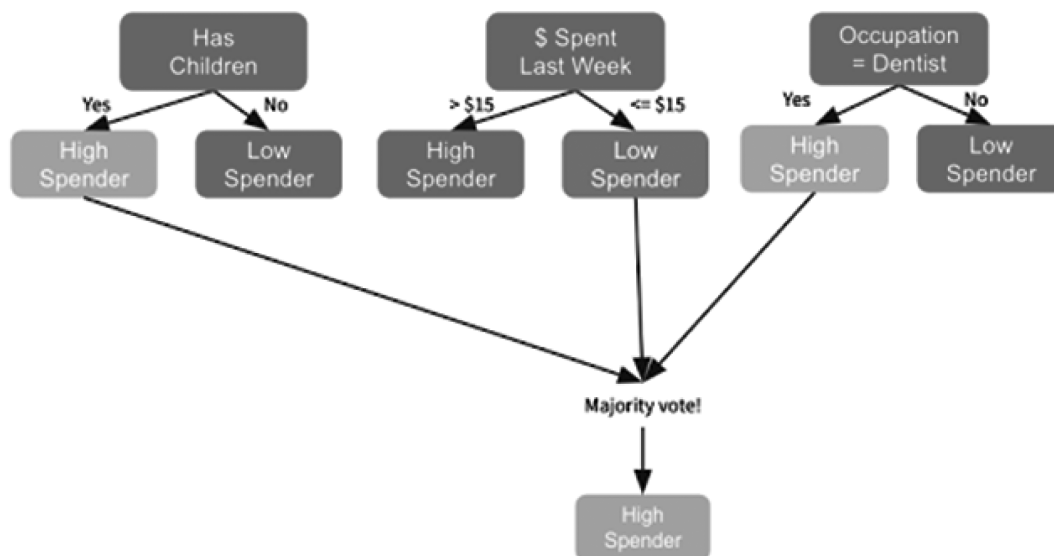 Has
Children
$ Spent
Last Week
Occupation
= Dentist
Yes
No
> $15
<= $15
Yes
No
High
Spender
Low
Spender
High
Spender
Low
Spender
High
Spender
Low
Spender
Majority vote!
High
Spender